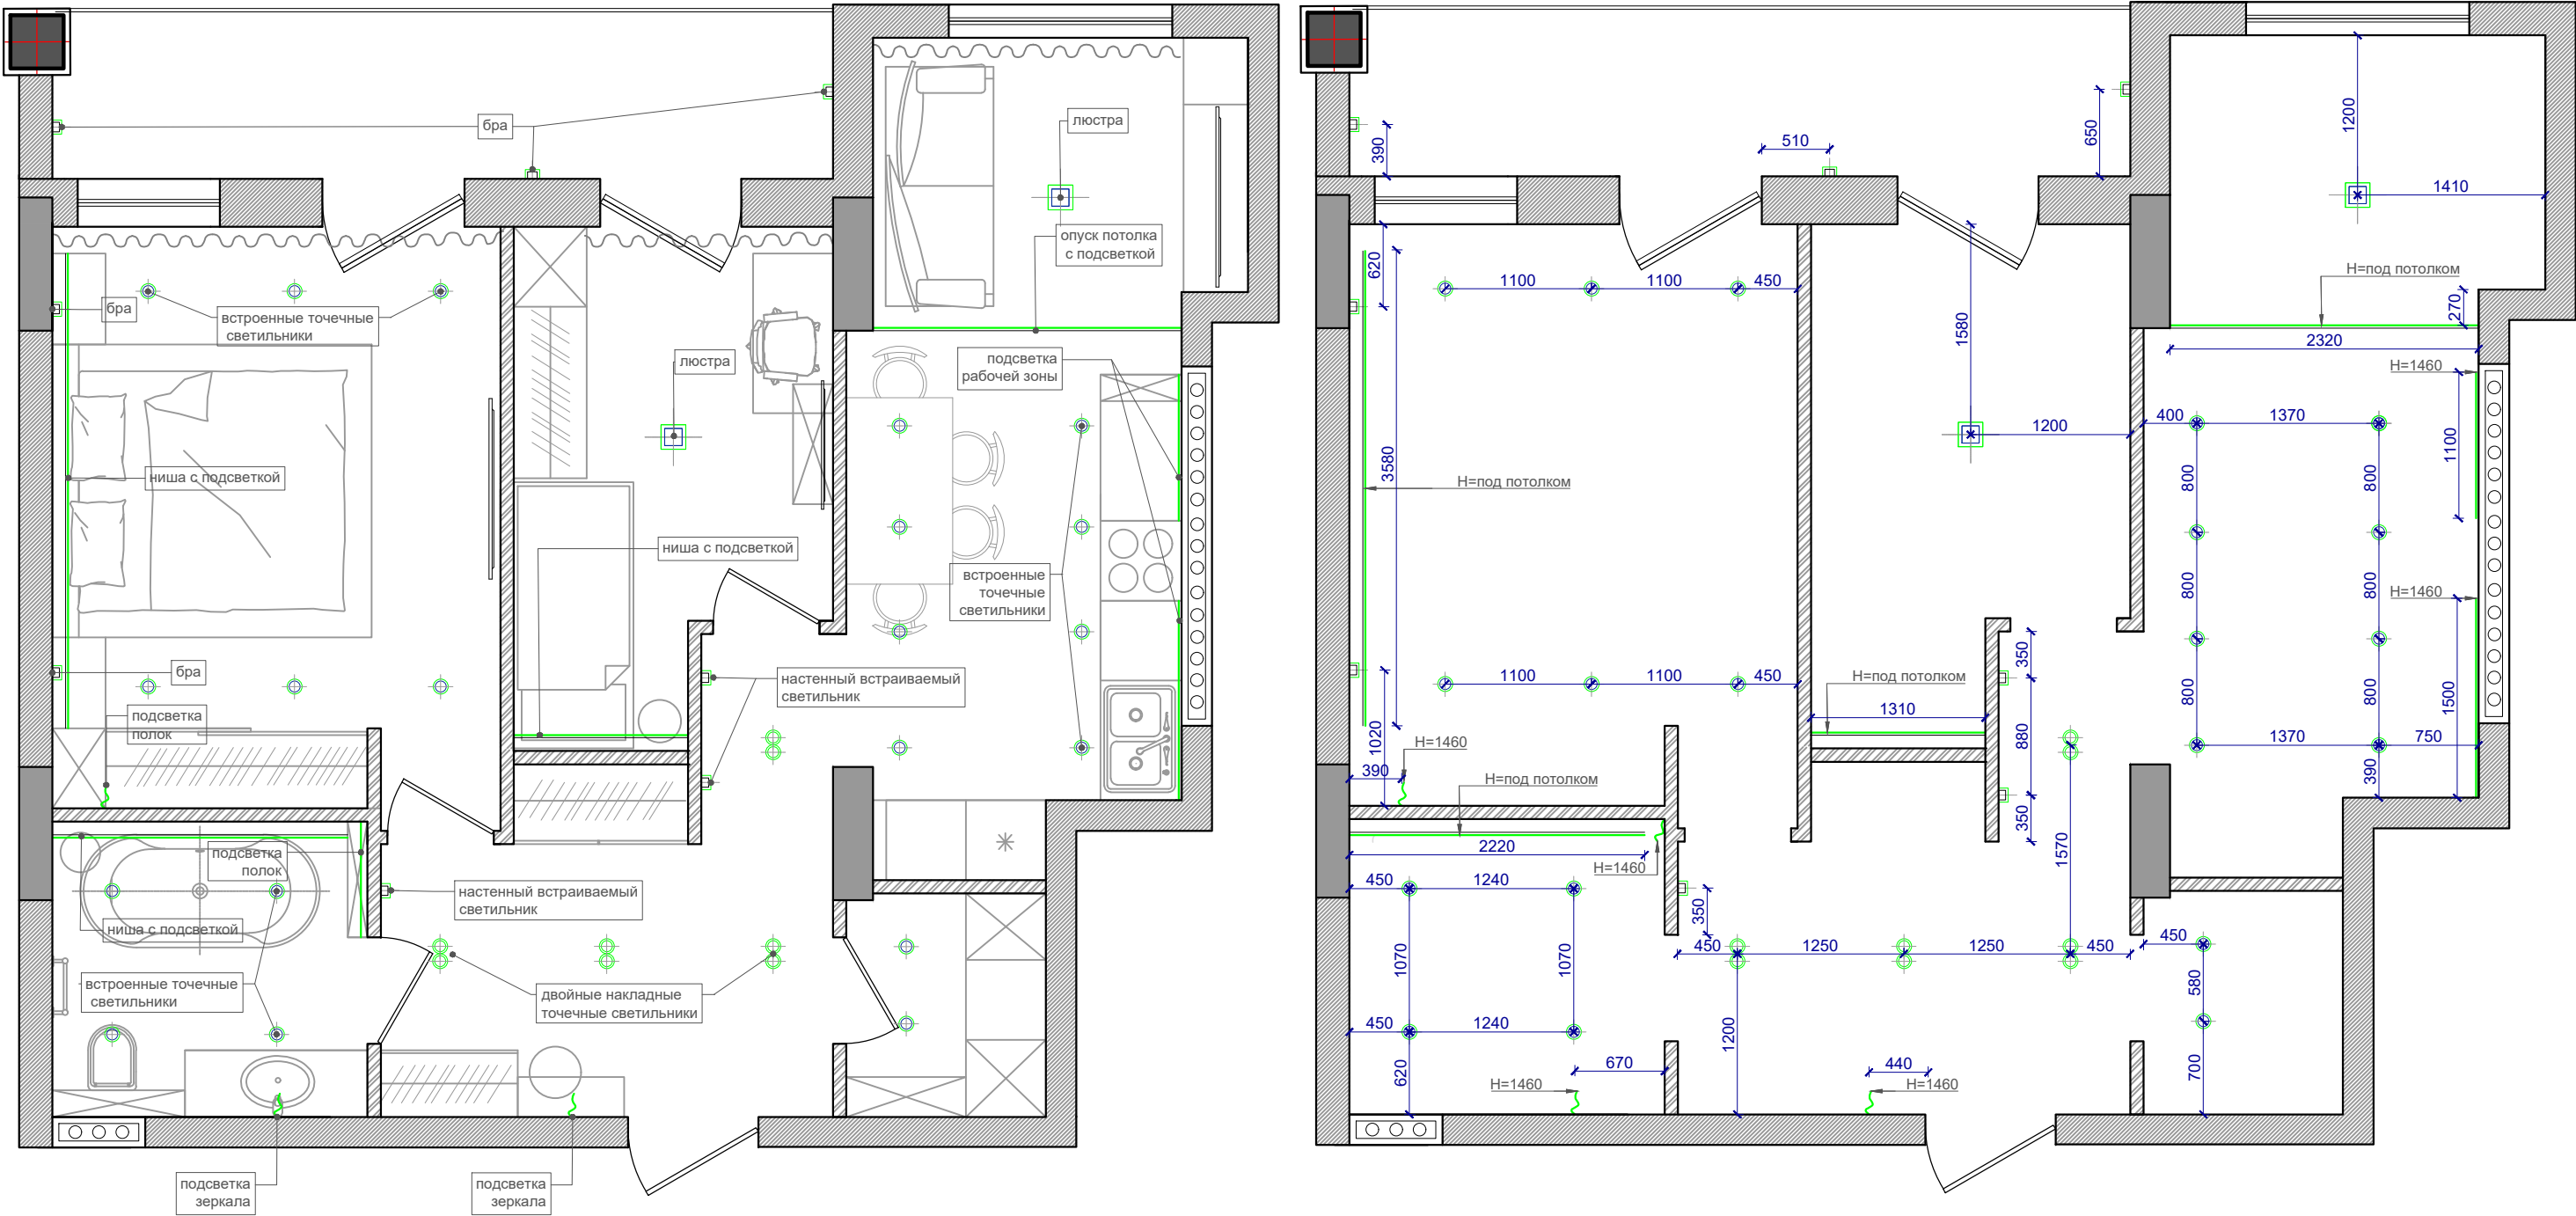 бра
люстра
опуск потолка
с подсветкой
бра
встроенные точечные
светильники
люстра
подсветка
рабочей зоны
ниша с подсветкой
ниша с подсветкой
встроенные
точечные
светильники
бра
настенный встраиваемый
светильник
подсветка
полок
подсветка
полок
настенный встраиваемый
светильник
ниша с подсветкой
встроенные точечные
светильники
двойные накладные
точечные светильники
подсветка
зеркала
подсветка
зеркала
390
510
650
1200
1410
620
1100
1100
450
1580
H=под потолком
270
2320
H=1460
3580
H=под потолком
1200
400
1370
1100
800
800
800
800
H=1460
800
800
1500
1100
1100
450
H=под потолком
1310
350
880
350
1370
750
390
1020
H=1460
390
H=под потолком
2220
H=1460
1570
450
1240
350
1070
1070
450
1250
1250
450
450
580
450
1240
1200
700
620
670
H=1460
440
H=1460